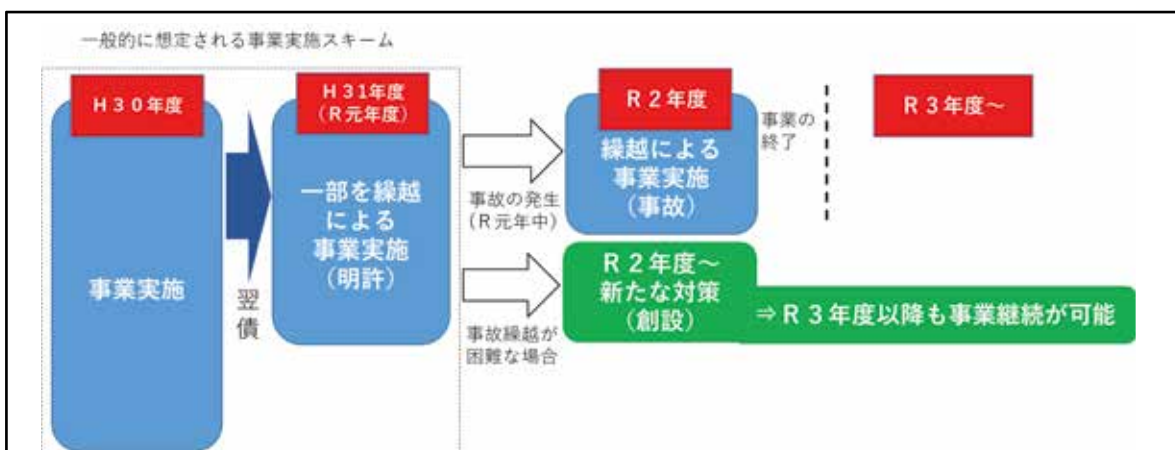 一般的に想定される事業実施スキーム
H30年度
事業実施
翌
債
H31年度
(R元年度)
一部を繰越
による
事業実施
(明許)
事故の発生
(R元年中)
事故繰越が
困難な場合
R2年度
繰越による
事業実施
(事故)
事業の
終了
R3年度～
R2年度～
新たな対策
(創設)
⇒R3年度以降も事業継続が可能